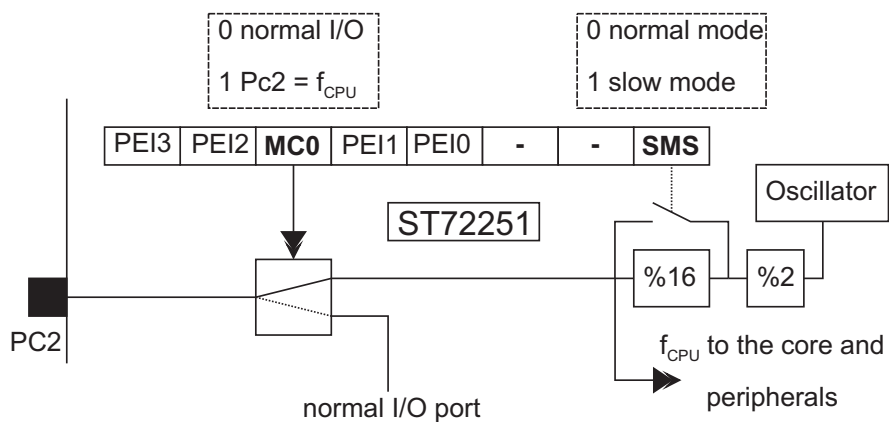 0 normal I/O
1 Pc2 = fCPU
0 normal mode
1 slow mode
PEI3 PEI2 MC0 PEI1 PEI0 - - SMS
ST72251
Oscillator
%16
%2
PC2
fCPU to the core and
peripherals
normal I/O port